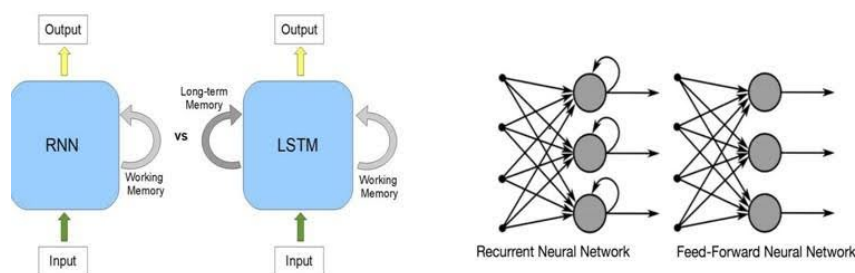 Output
RNN
Working
Memory
Input
vs
Output
Long-term
Memory
LSTM
Working
Memory
Input
Recurrent Neural Network
Feed-Forward Neural Network